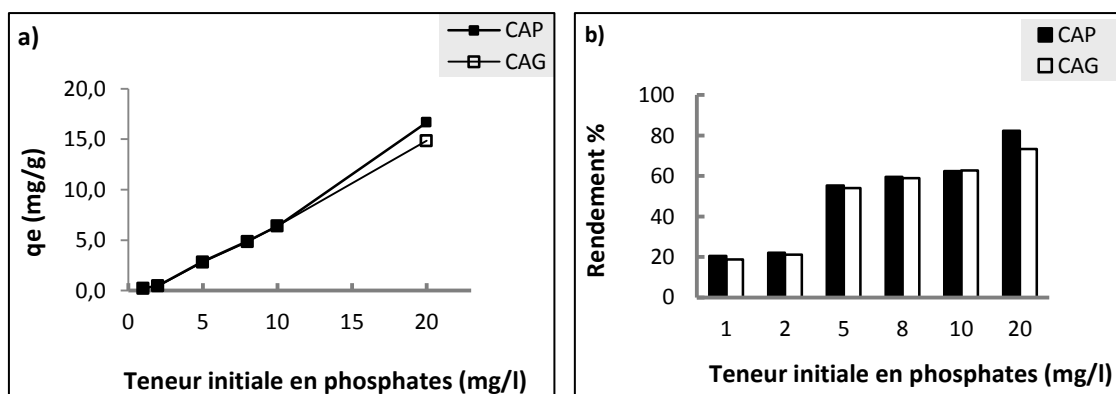 a)
CAP
CAG
20,0
15,0
10,0
5,0
0,0
qe (mg/g)
0 5 10 15 20
Teneur initiale en phosphates (mg/l)
b)
CAP
CAG
100
80
60
40
20
0
Rendement %
1 2 5 8 10 20
Teneur initiale en phosphates (mg/l)